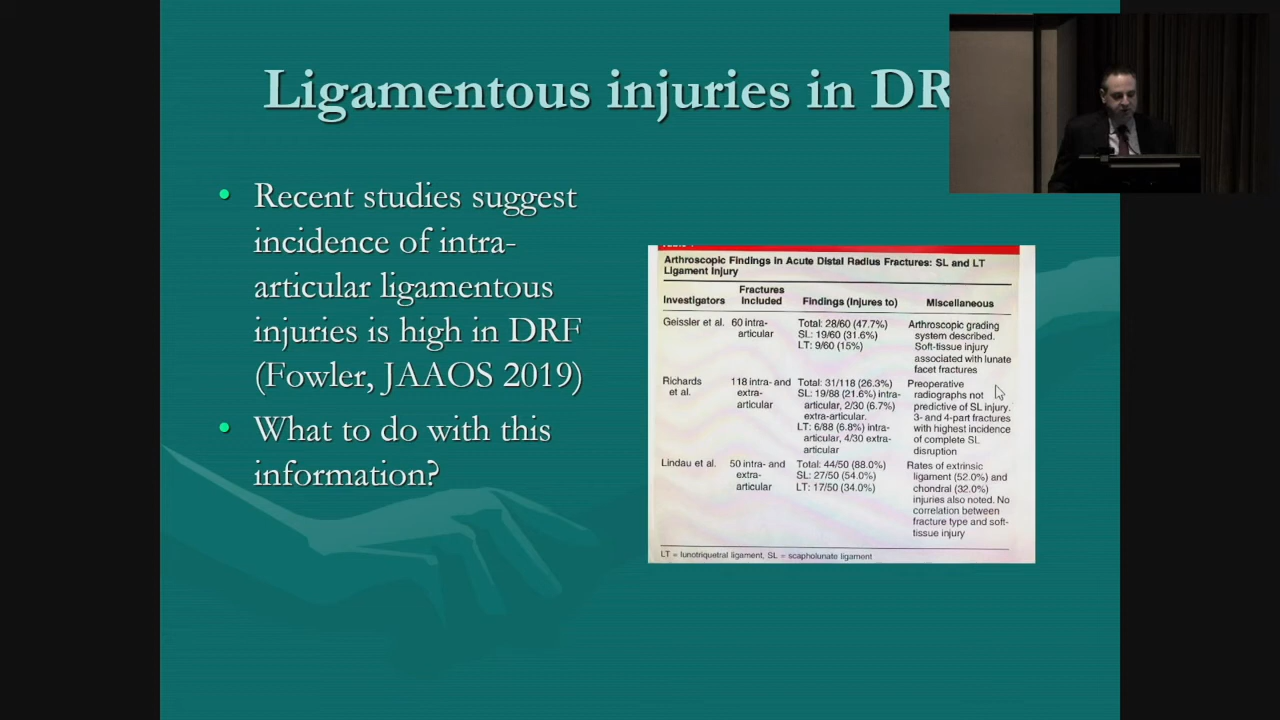 Ligamentous injuries in DR
• Recent studies suggest
incidence of intra-
articular ligamentous
injuries is high in DRF
(Fowler, JAAOS 2019)
• What to do with this
information?
Arthroscopic Findings in Acute Distal Radius Fractures: SL and LT
Ligament Injury
Investigators
Fractures
Included
Findings (Injures to)
Miscellaneous
Geissler et al.
60 intra-
articular
Total: 28/60 (47.7%)
SL: 19/60 (31.6%)
LT: 9/60 (15%)
Arthroscopic grading
system described.
Soft-tissue injury
associated with lunate
facet fractures
Richards
et al.
118 intra- and
extra-
articular
Total: 31/118 (26.3%)
SL: 19/88 (21.6%) intra-
articular, 2/30 (6.7%)
extra-articular.
LT: 6/88 (6.8%) intra-
articular, 4/30 extra-
articular
Preoperative
radiographs not
predictive of SL injury.
3- and 4-part fractures
with highest incidence
of complete SL
disruption
Lindau et al.
50 intra- and
extra-
articular
Total: 44/50 (88.0%)
SL: 27/50 (54.0%)
LT: 17/50 (34.0%)
Rates of extrinsic
ligament (52.0%) and
chondral (32.0%)
injuries also noted. No
correlation between
fracture type and soft-
tissue injury
LT = lunotriquetral ligament, SL = scapholunate ligament